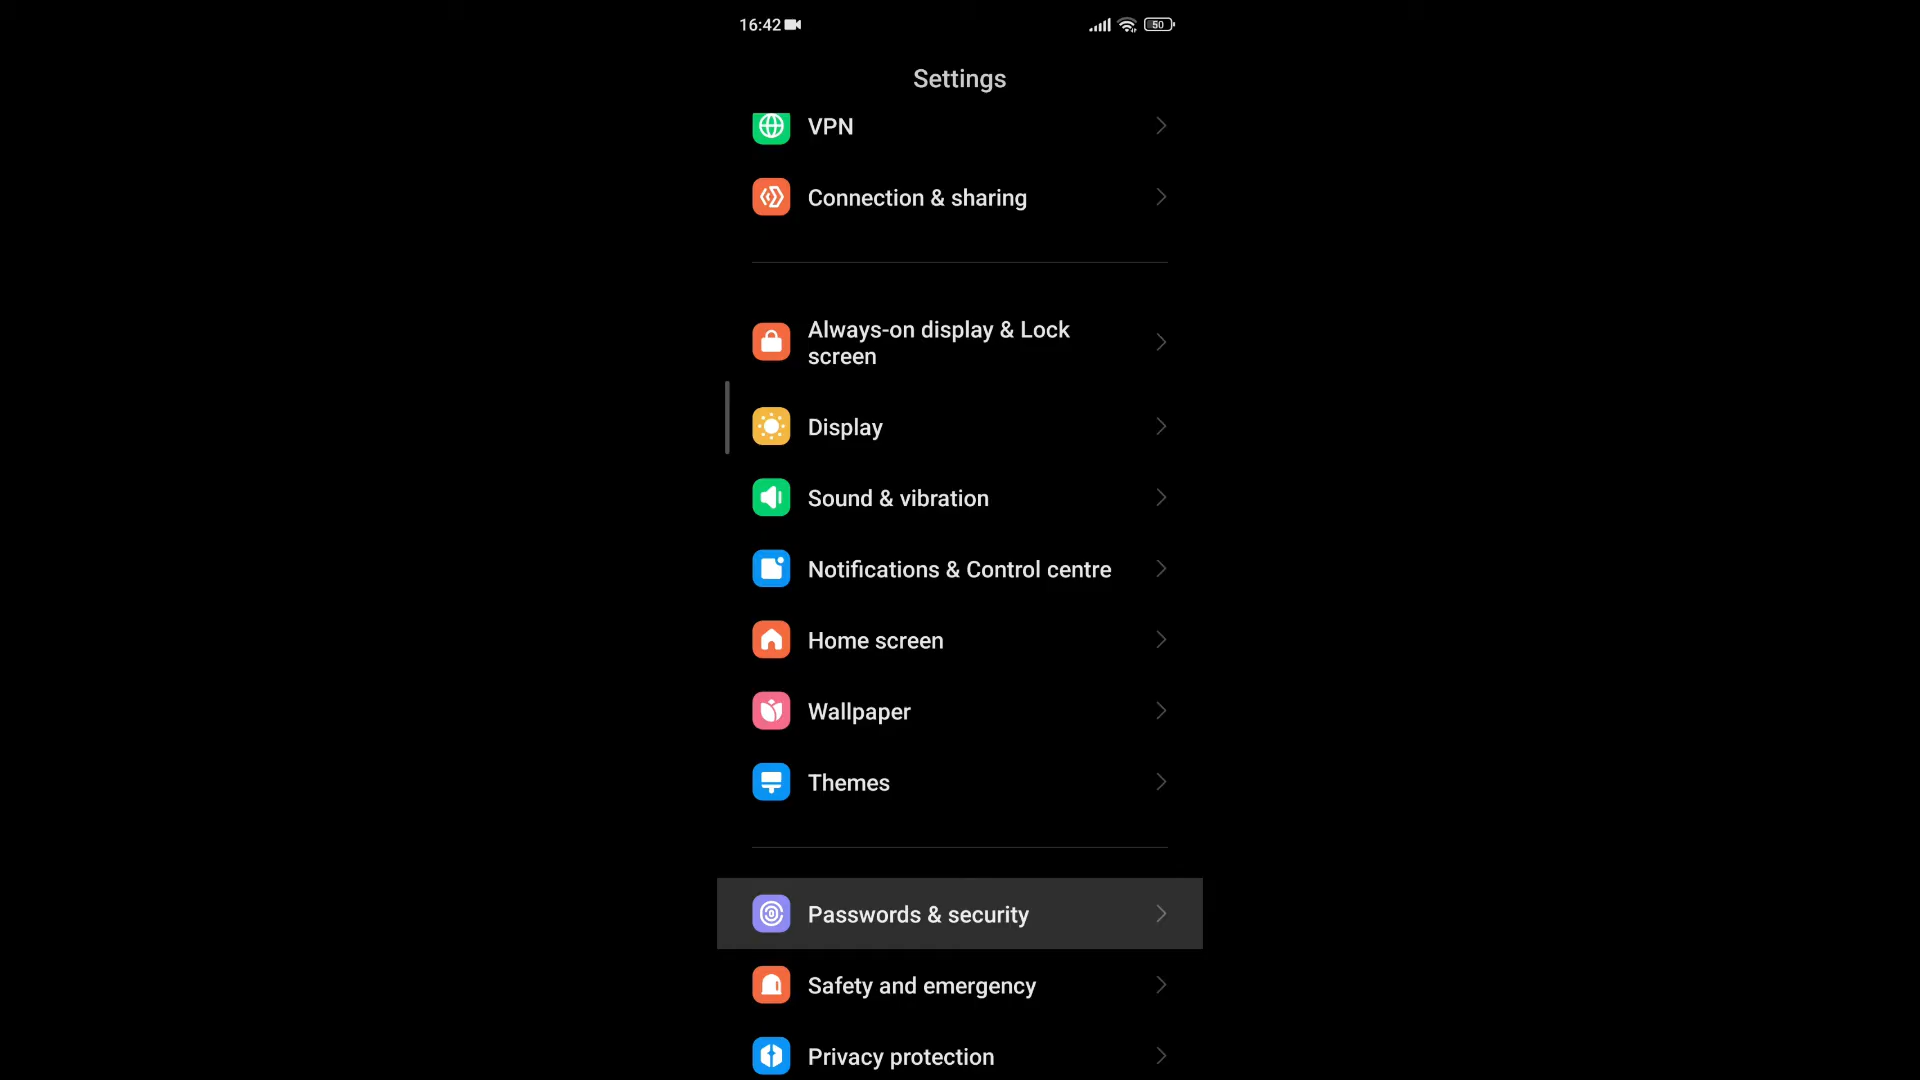 16:42
50
Settings
VPN
Connection & sharing
Always-on display & Lock
screen
Display
Sound & vibration
Notifications & Control centre
Home screen
Wallpaper
Themes
Passwords & security
Safety and emergency
Privacy protection